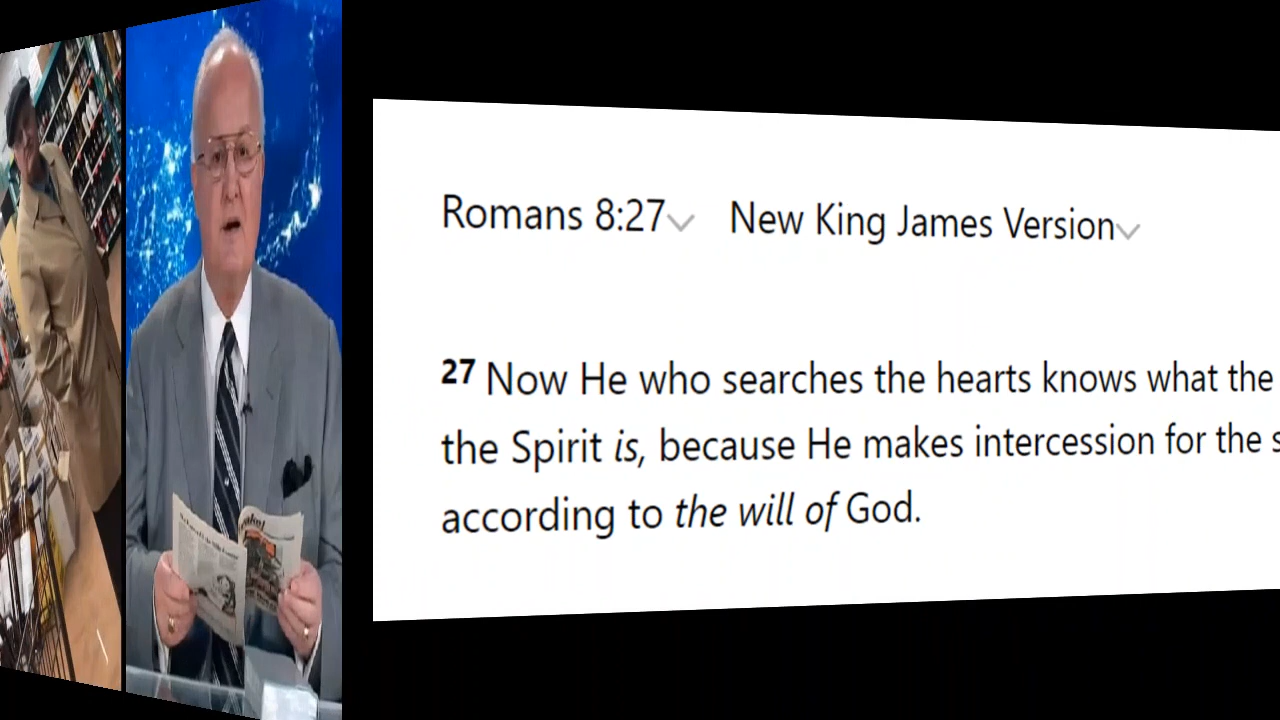 Romans 8:27 New King James Version
27 Now He who searches the hearts knows what the
the Spirit is, because He makes intercession for the s
according to the will of God.